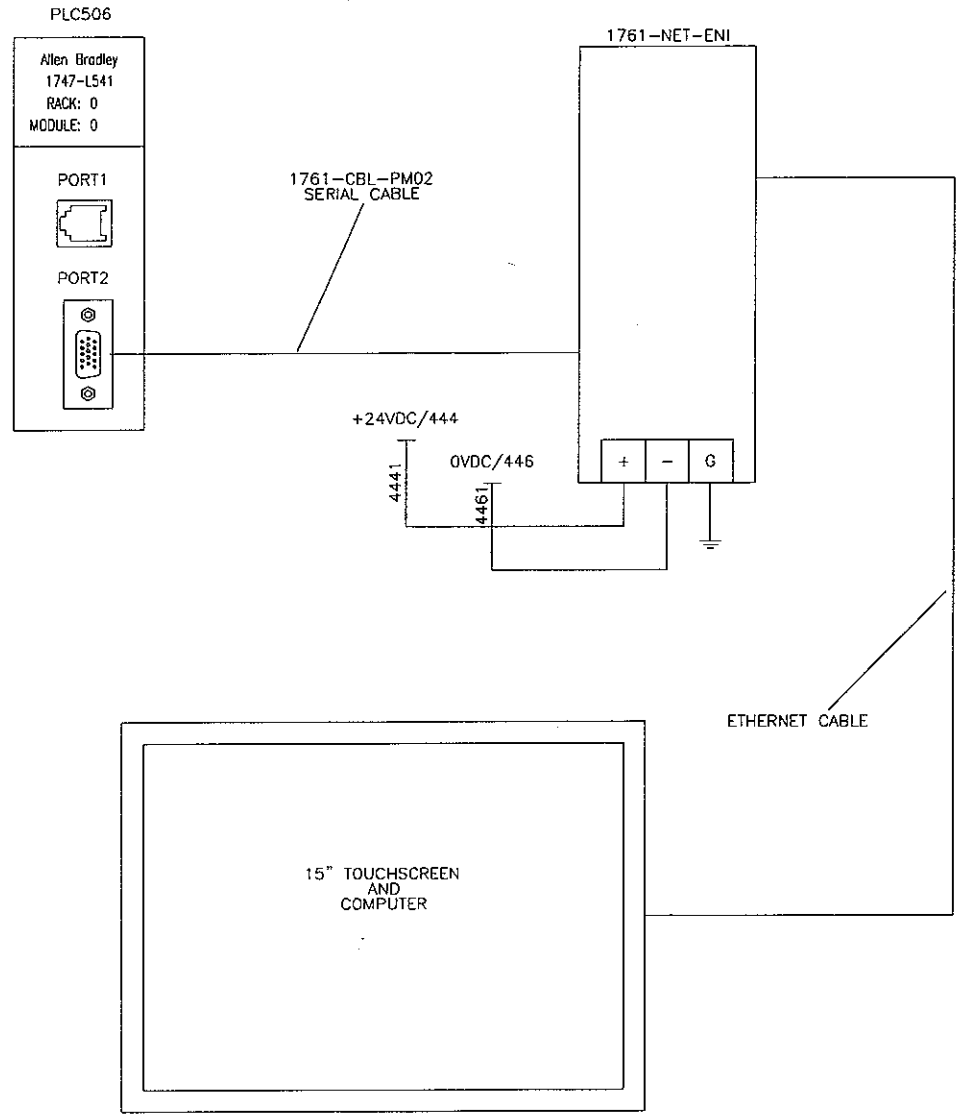 PLC506
Allen Bradley
1747-L541
RACK: 0
MODULE: 0
PORT1
PORT2
1761-CBL-PM02
SERIAL CABLE
1761-NET-ENI
+24VDC/444
4441
0VDC/446
4461
+ - G
ETHERNET CABLE
15" TOUCHSCREEN
AND
COMPUTER